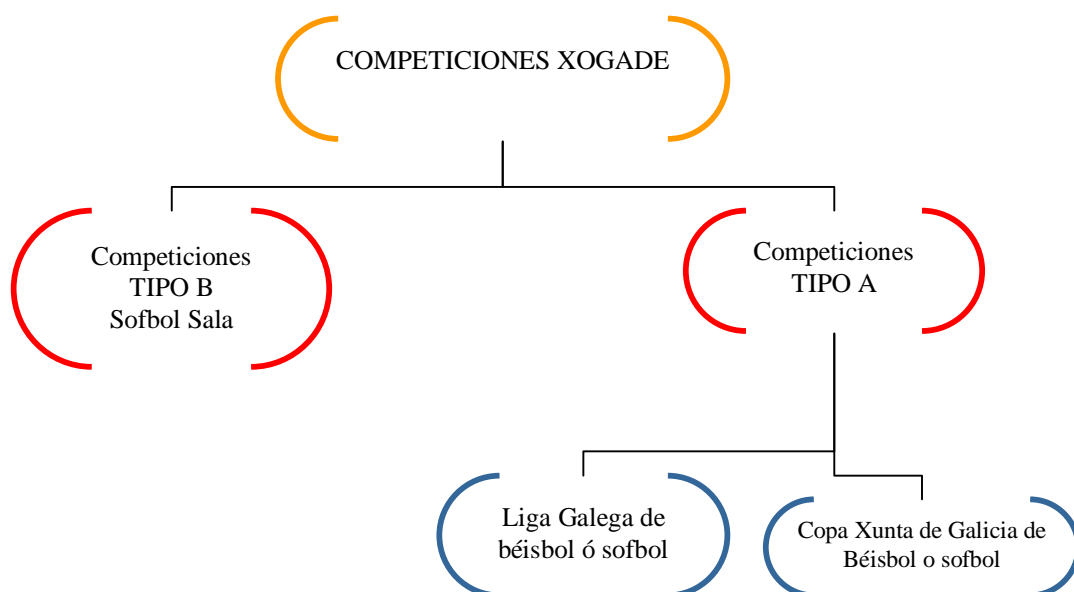 COMPETICIONES XOGADE
Competiciones
TIPO B
Sofbol Sala
Competiciones
TIPO A
Liga Galega de
béisbol ó sofbol
Copa Xunta de Galicia de
Béisbol o sofbol